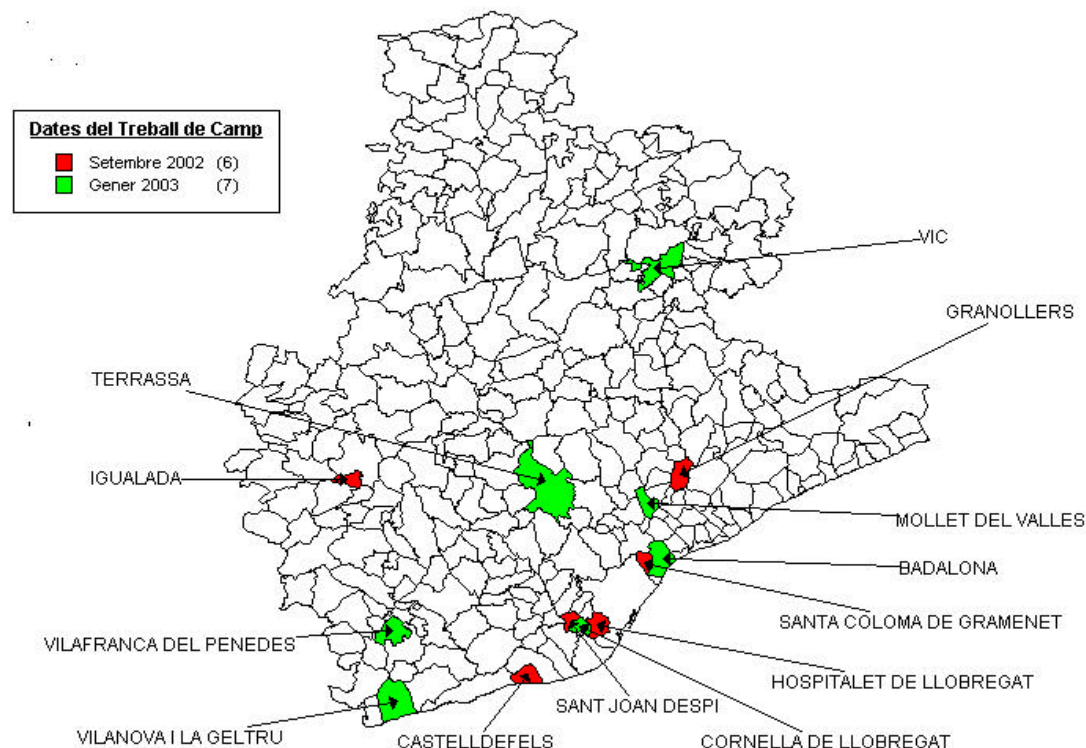 Dates del Treball de Camp
Setembre 2002 (6)
Gener 2003 (7)
VIC
GRANOLLERS
TERRASSA
IGUALADA
MOLLET DEL VALLES
BADALONA
SANTA COLOMA DE GRAMENET
VILAFRANCA DEL PENEDES
HOSPITALET DE LLOBREGAT
SANT JOAN DESPI
VILANOVA I LA GELTRU
CASTELLDEFELS
CORNELLA DE LLOBREGAT